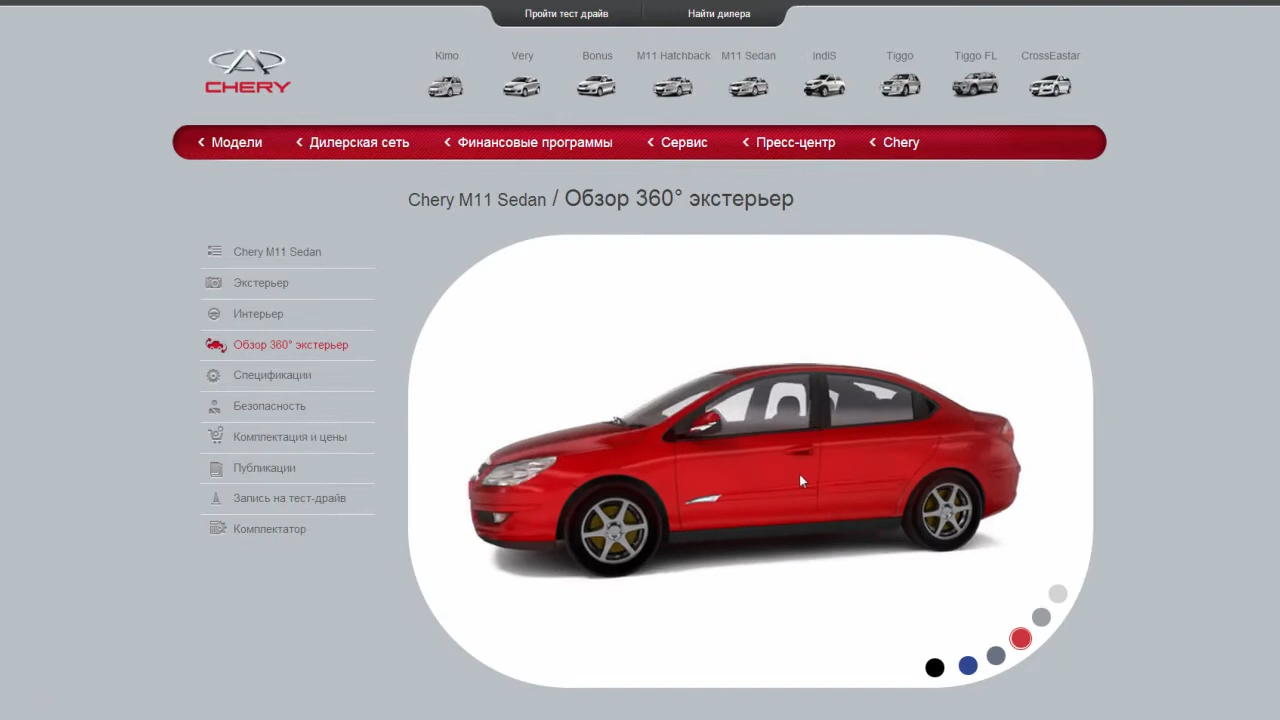 Пройти тест драйв
Найти дилера
Kimo
Very
Bonus
M11 Hatchback
M11 Sedan
IndiS
Tiggo
Tiggo FL
CrossEastar
CHERY
Модели
Дилерская сеть
Финансовые программы
Сервис
Пресс-центр
Chery
Chery M11 Sedan / Обзор 360° экстерьер
Chery M11 Sedan
Экстерьер
Интерьер
Обзор 360° экстерьер
Спецификации
Безопасность
Комплектация и цены
Публикации
Запись на тест-драйв
Комплектатор